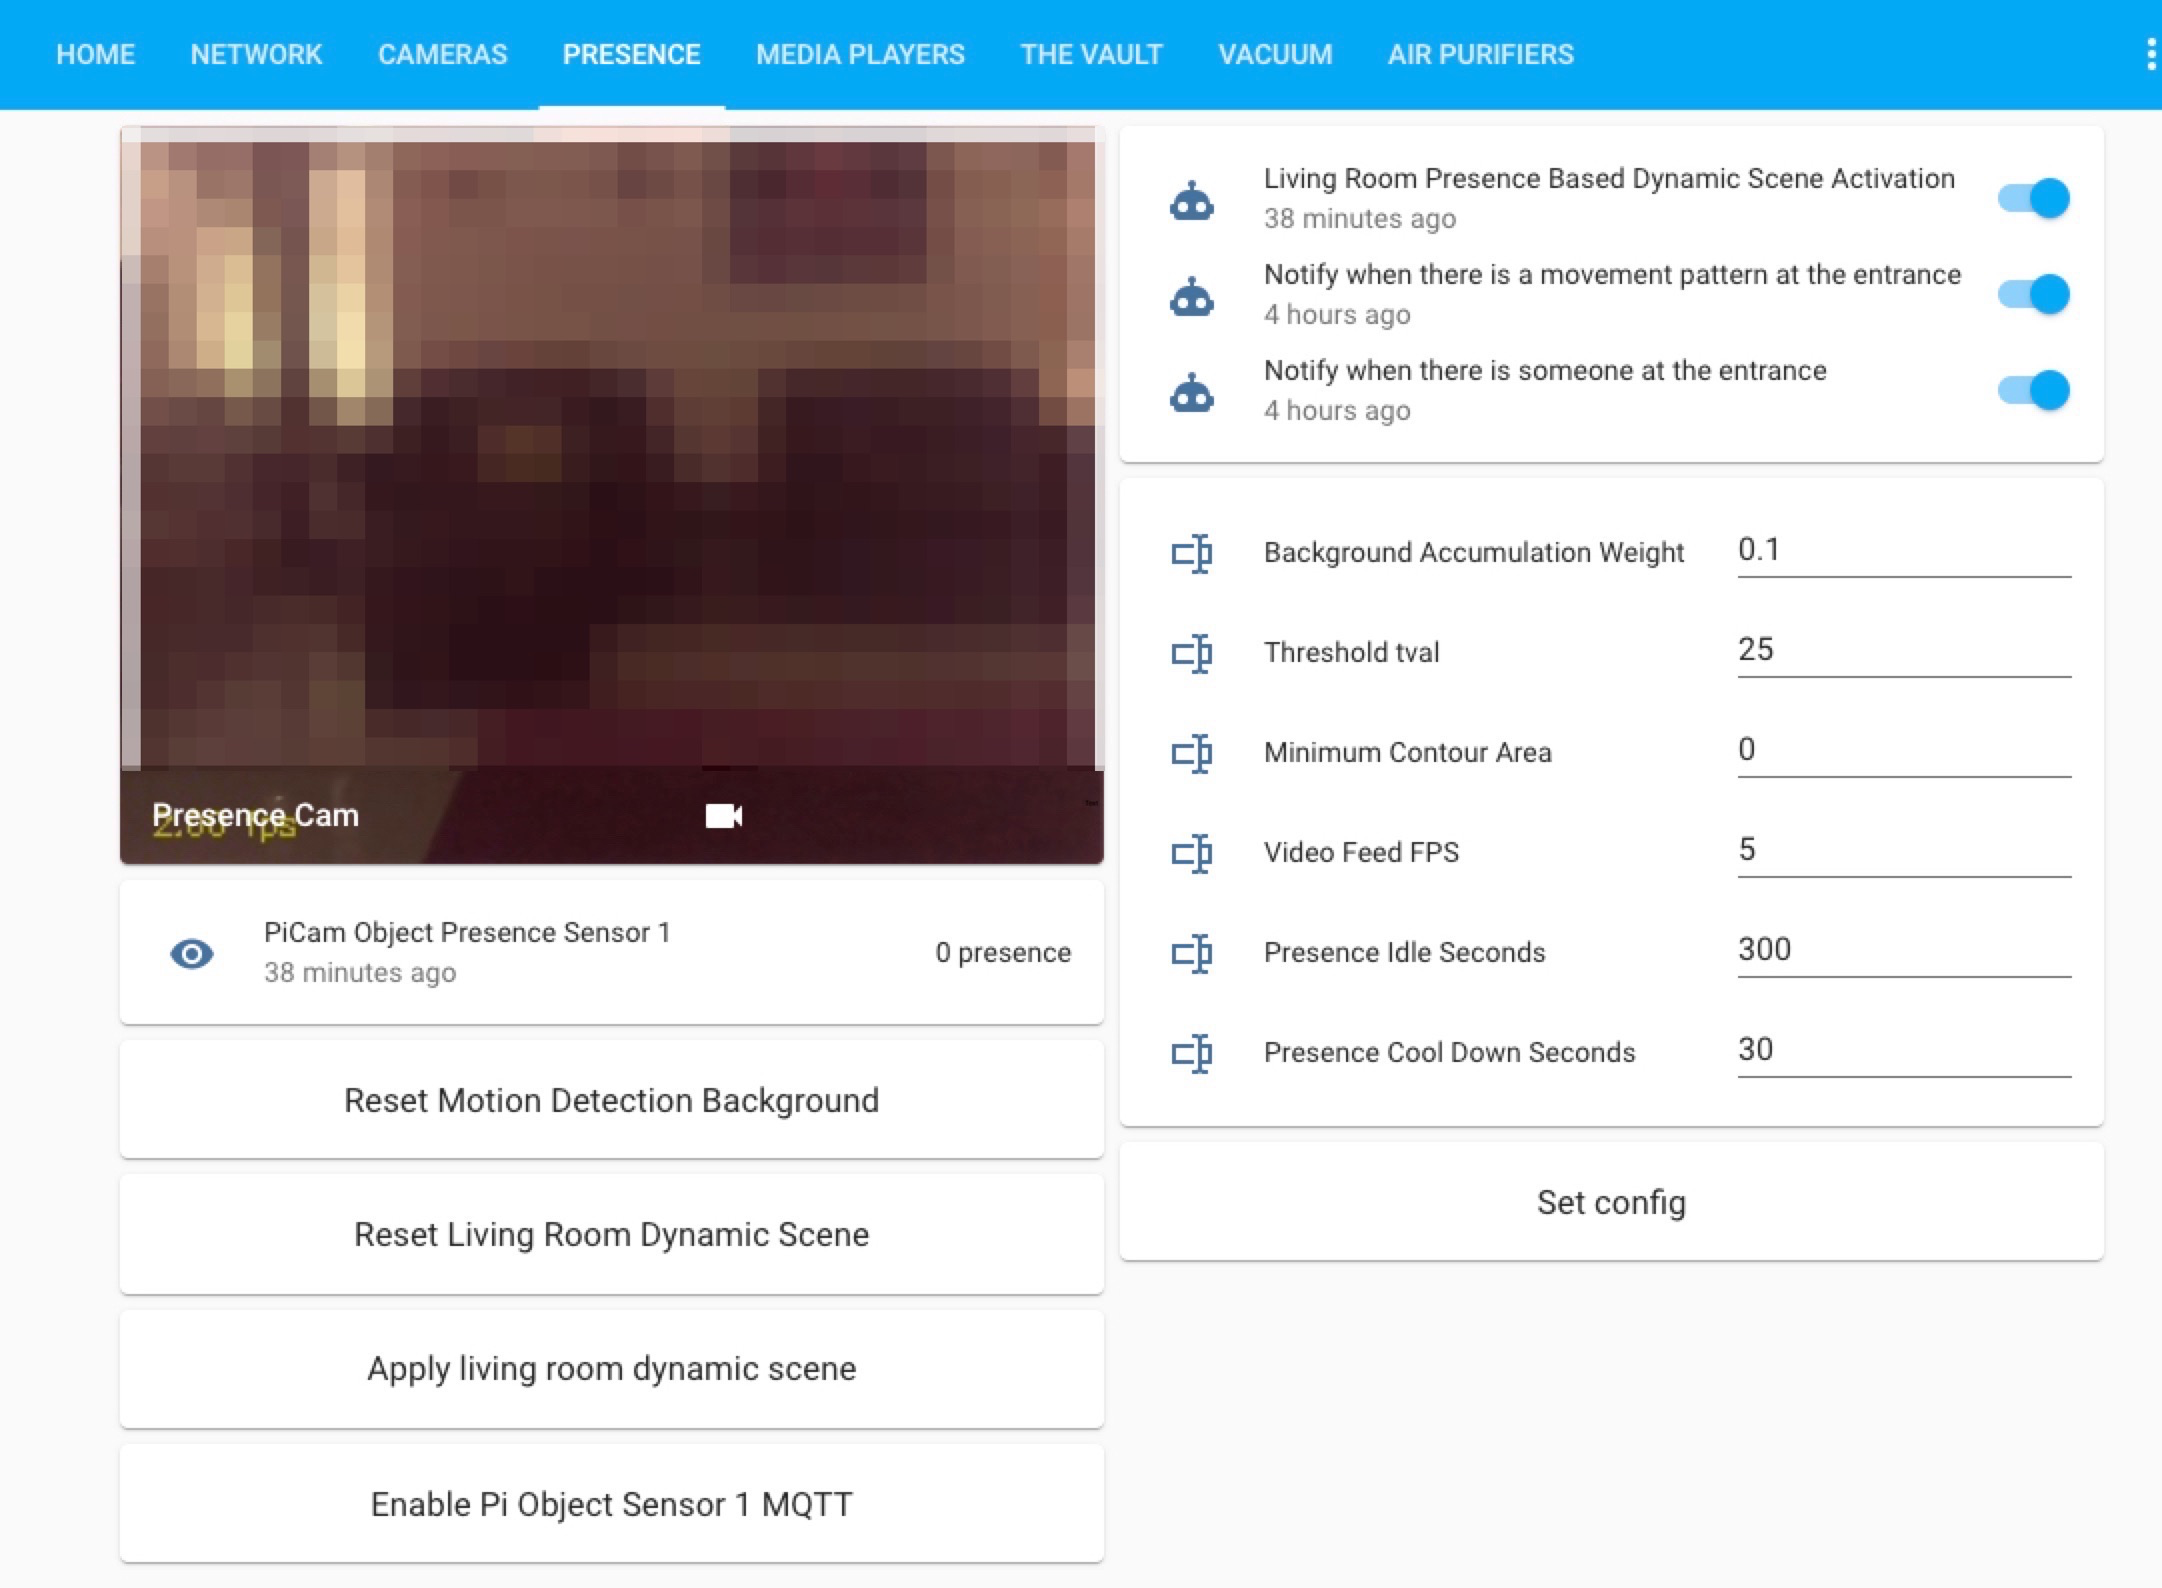 HOME NETWORK CAMERAS PRESENCE MEDIA PLAYERS THE VAULT VACUUM AIR PURIFIERS
Presence Cam
PiCam Object Presence Sensor 1
38 minutes ago
0 presence
Reset Motion Detection Background
Reset Living Room Dynamic Scene
Apply living room dynamic scene
Enable Pi Object Sensor 1 MQTT
Living Room Presence Based Dynamic Scene Activation
38 minutes ago
Notify when there is a movement pattern at the entrance
4 hours ago
Notify when there is someone at the entrance
4 hours ago
Background Accumulation Weight 0.1
Threshold tval 25
Minimum Contour Area 0
Video Feed FPS 5
Presence Idle Seconds 300
Presence Cool Down Seconds 30
Set config